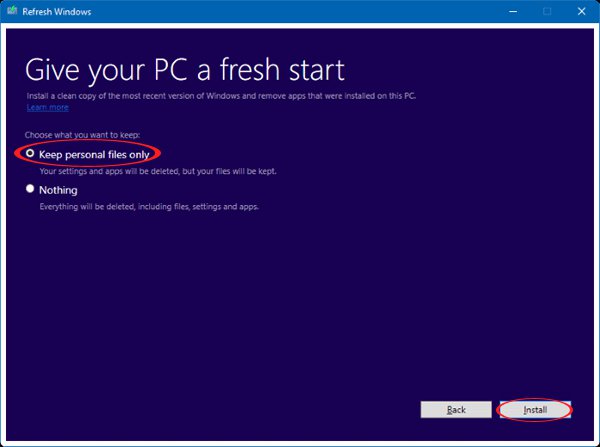 Refresh Windows
Give your PC a fresh start
Install a clean copy of the most recent version of Windows and remove apps that were installed on this PC.
Learn more
Choose what you want to keep:
Keep personal files only
Your settings and apps will be deleted, but your files will be kept.
Nothing
Everything will be deleted, including files, settings and apps.
Back
Install